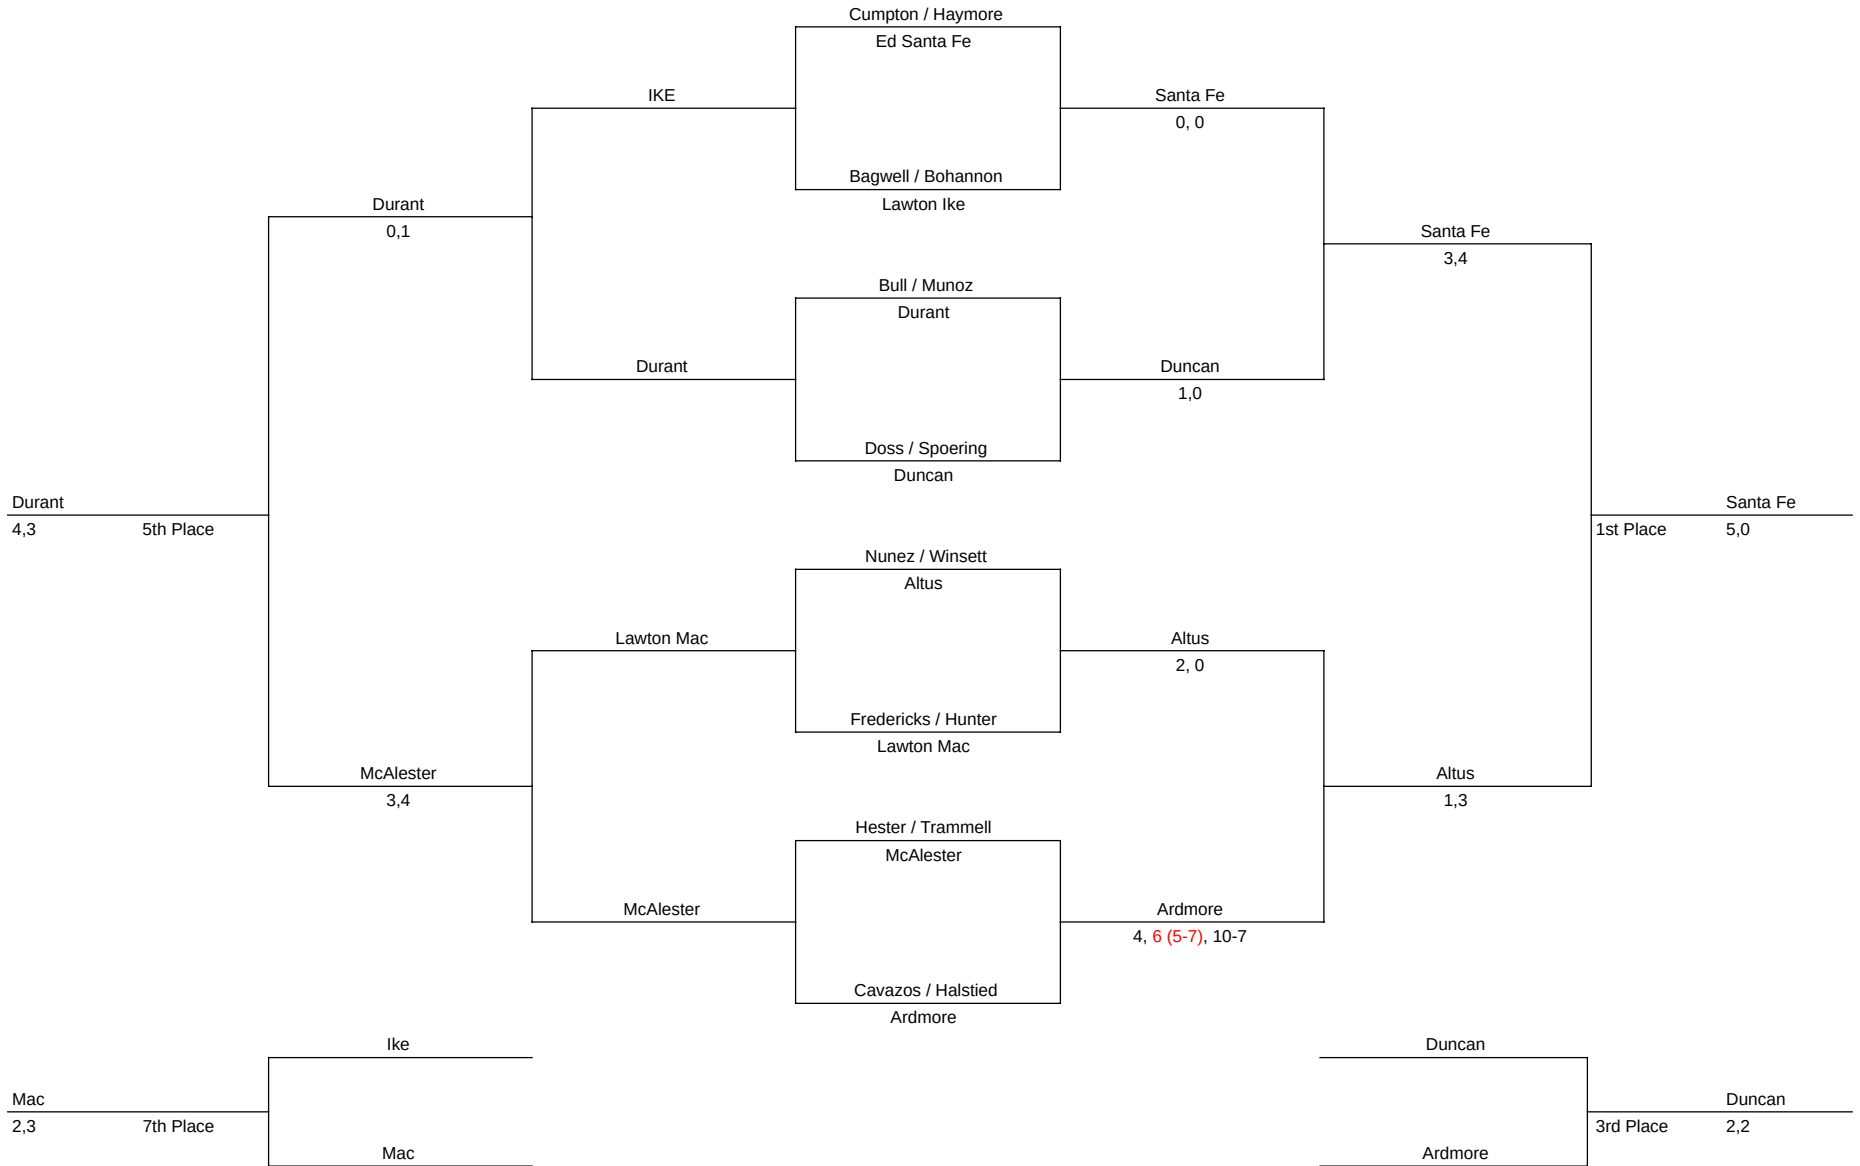 Cumpton / Haymore
Ed Santa Fe
IKE
Santa Fe
0, 0
Bagwell / Bohannon
Lawton Ike
Durant
0,1
Santa Fe
3,4
Bull / Munoz
Durant
Durant
Duncan
1,0
Doss / Spoering
Duncan
Durant
4,3
5th Place
Santa Fe
1st Place
5,0
Nunez / Winsett
Altus
Lawton Mac
Altus
2, 0
Fredericks / Hunter
Lawton Mac
McAlester
3,4
Altus
1,3
Hester / Trammell
McAlester
McAlester
Ardmore
4, 6 (5-7), 10-7
Cavazos / Halstied
Ardmore
Ike
Duncan
Mac
2,3
7th Place
Duncan
3rd Place
2,2
Mac
Ardmore